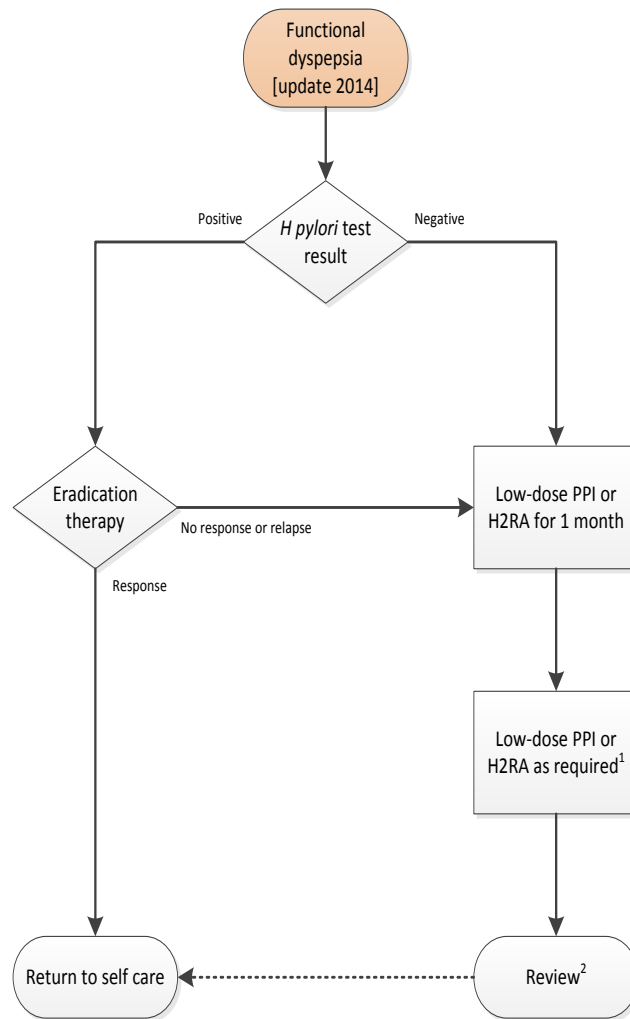 Functional
dyspepsia
[update 2014]
Positive
H pylori test
result
Negative
Eradication
therapy
No response or relapse
Response
Low-dose PPI or
H2RA for 1 month
Low-dose PPI or
H2RA as required1
Return to self care
Review2